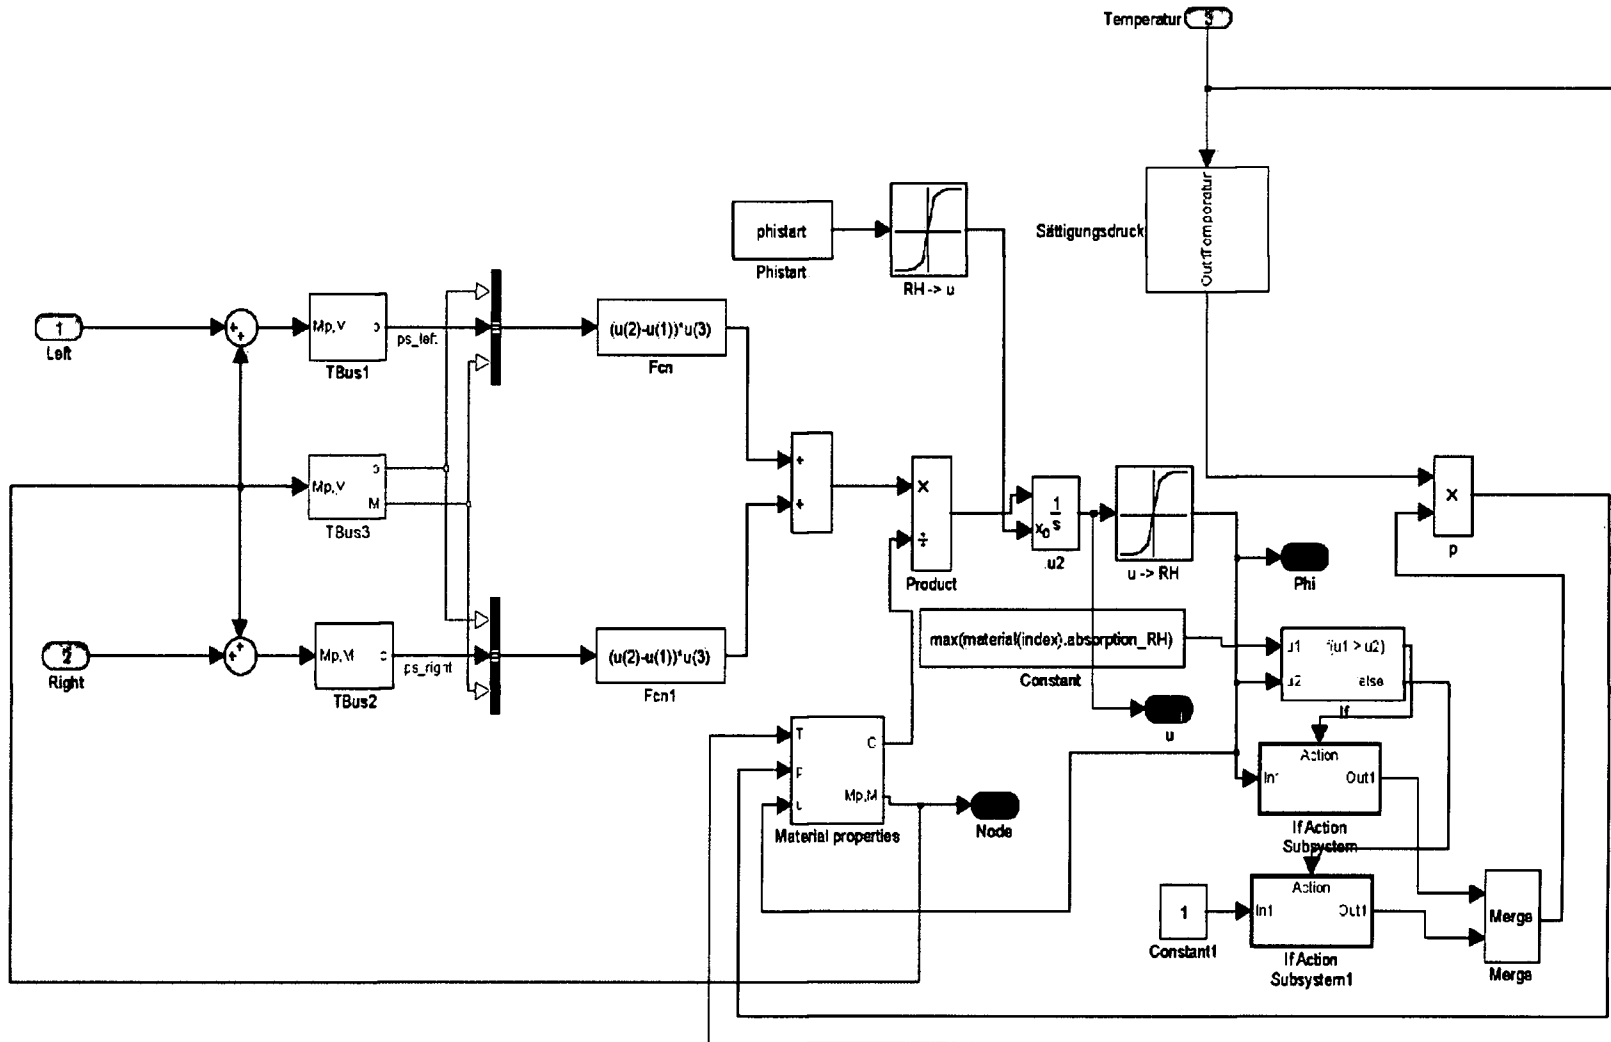 Temperatur
3
Out1
Temperatur
Sättigungsdruck
phistart
Phistart
RH -> u
1
Left
Mp,M
p
TBus1
ps_left
(u(2)-u(1))*u(3)
Fcn
Mp,M
p
M
TBus3
+
+
×
÷
Product
1
s
x0
u2
u -> RH
×
p
Phi
2
Right
Mp,M
p
TBus2
ps_right
(u(2)-u(1))*u(3)
Fcn1
max(material(index).absorption_RH)
Constant
u1
if(u1 > u2)
u2
else
If
u
T
C
p
u
Mp,M
Material properties
Node
Action
In1
Out1
If Action
Subsystem
1
Constant1
Action
In1
Out1
If Action
Subsystem1
Merge
Merge